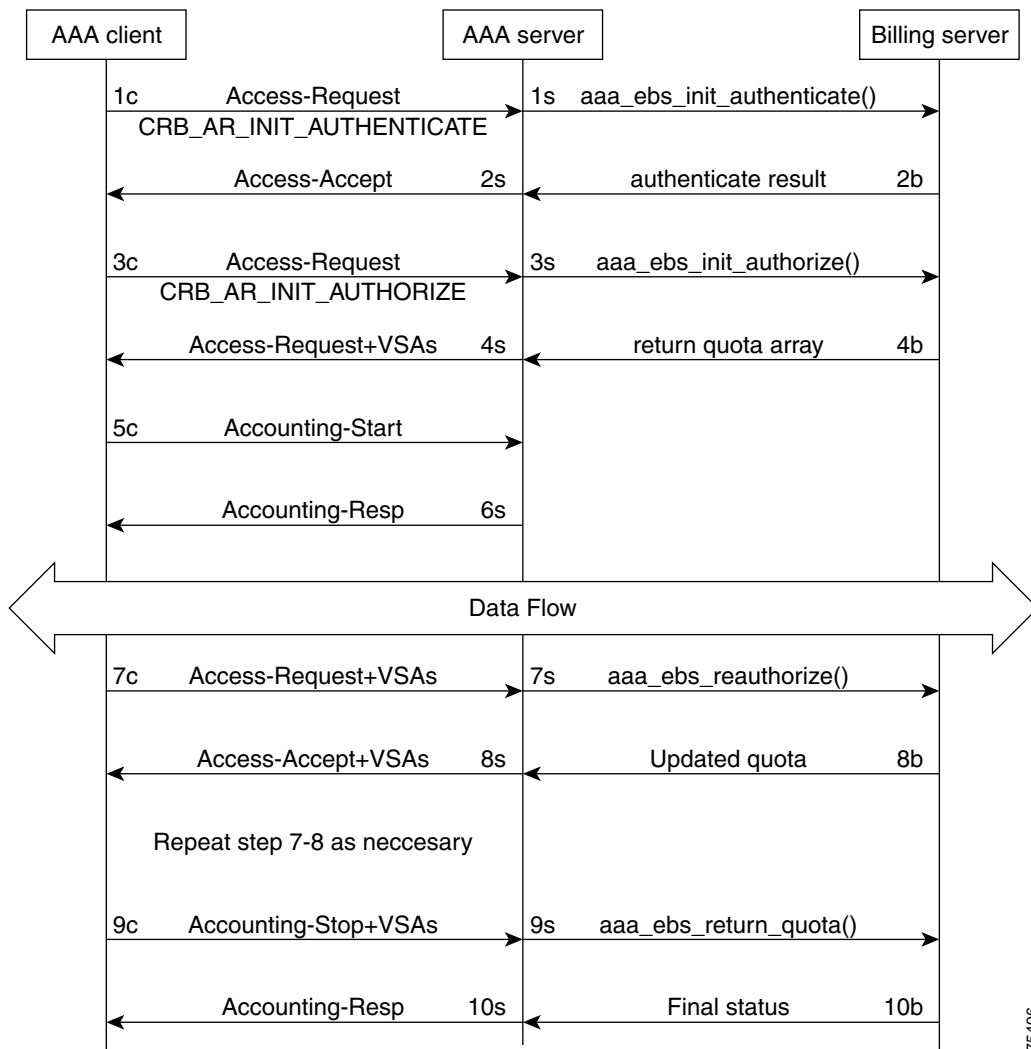 AAA client
AAA server
Billing server
1c Access-Request 1s aaa_ebs_init_authenticate()
CRB_AR_INIT_AUTHENTICATE
Access-Accept 2s authenticate result 2b
3c Access-Request 3s aaa_ebs_init_authorize()
CRB_AR_INIT_AUTHORIZE
Access-Request+VSAs 4s return quota array 4b
5c Accounting-Start
Accounting-Resp 6s
Data Flow
7c Access-Request+VSAs 7s aaa_ebs_reauthorize()
Access-Accept+VSAs 8s Updated quota 8b
Repeat step 7-8 as neccesary
9c Accounting-Stop+VSAs 9s aaa_ebs_return_quota()
Accounting-Resp 10s Final status 10b